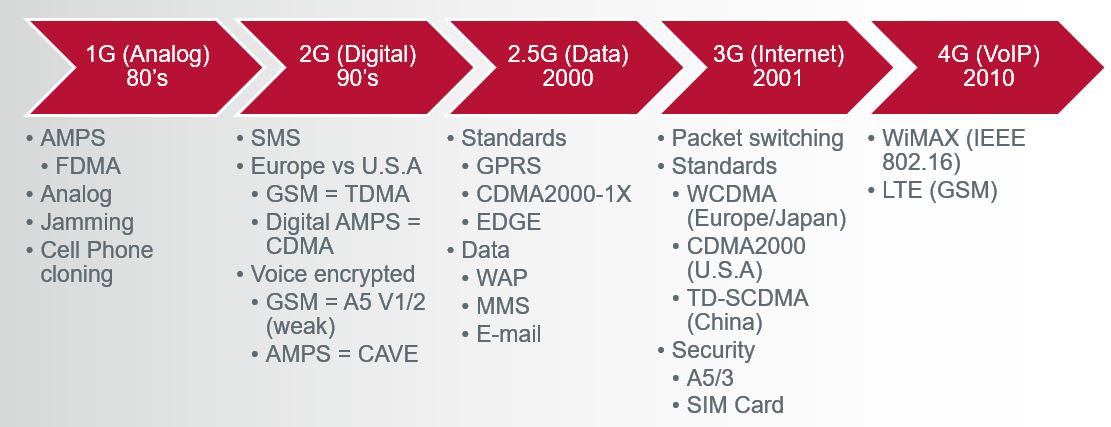 1G (Analog)
80's
• AMPS
• FDMA
• Analog
• Jamming
• Cell Phone
cloning
2G (Digital)
90's
• SMS
• Europe vs U.S.A
• GSM = TDMA
• Digital AMPS =
CDMA
• Voice encrypted
• GSM = A5 V1/2
(weak)
• AMPS = CAVE
2.5G (Data)
2000
• Standards
• GPRS
• CDMA2000-1X
• EDGE
• Data
• WAP
• MMS
• E-mail
3G (Internet)
2001
• Packet switching
• Standards
• WCDMA
(Europe/Japan)
• CDMA2000
(U.S.A)
• TD-SCDMA
(China)
• Security
• A5/3
• SIM Card
4G (VoIP)
2010
• WiMAX (IEEE
802.16)
• LTE (GSM)